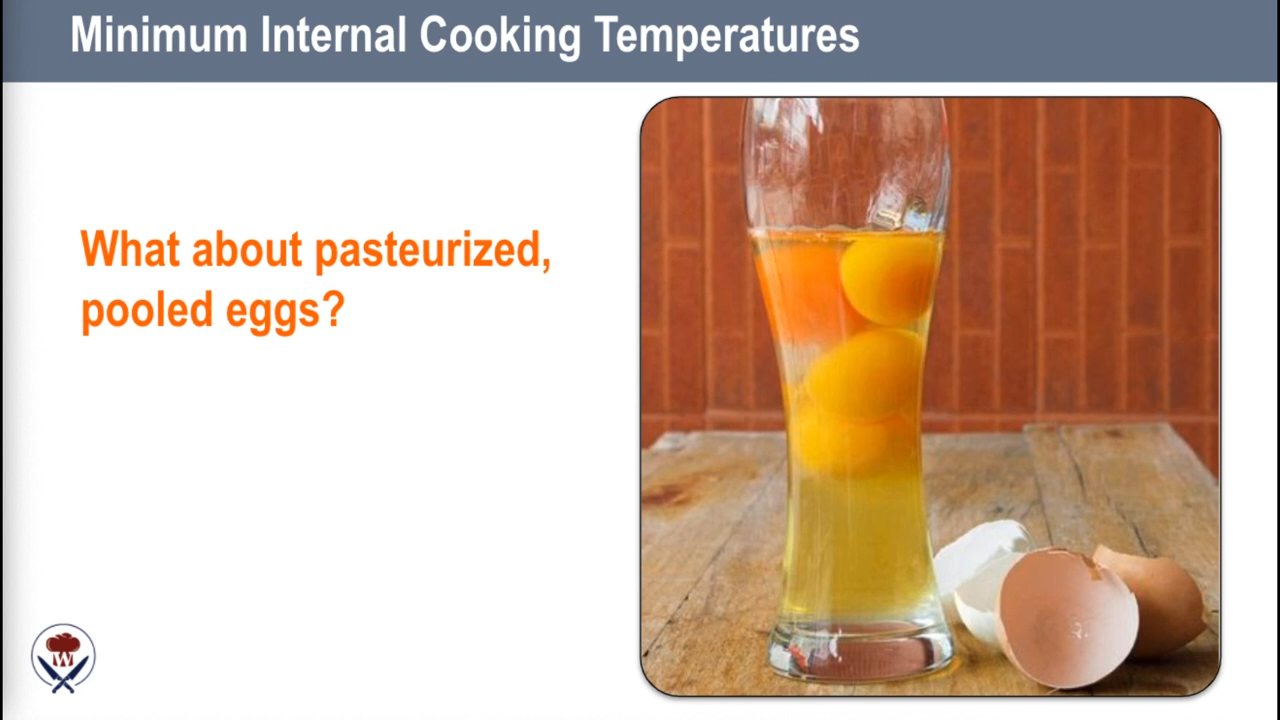 Minimum Internal Cooking Temperatures
What about pasteurized,
pooled eggs?
W